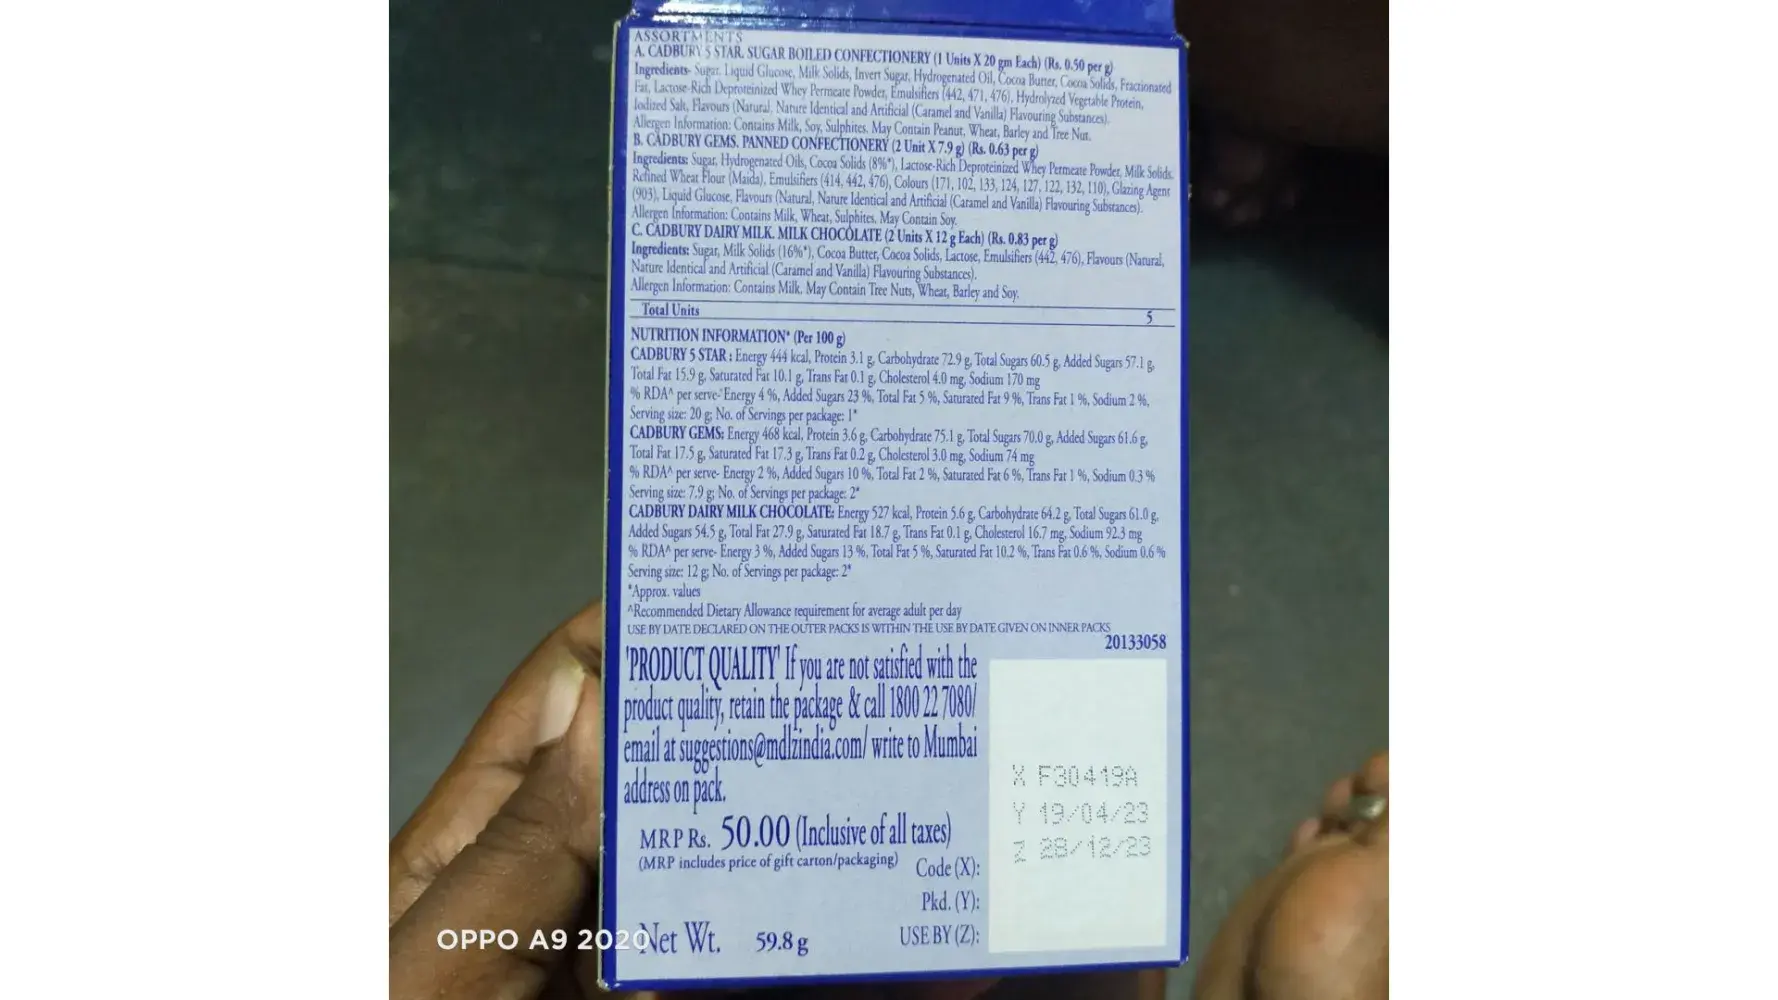 ASSORTMENTS
A. CADBURY 5 STAR. SUGAR BOILED CONFECTIONERY (1 Units X 20 gm Each) (Rs. 0.50 per g)
Ingredients- Sugar, Liquid Glucose, Milk Solids, Invert Sugar, Hydrogenated Oil, Cocoa Butter, Cocoa Solids, Fractionated
Fat, Lactose-Rich Deproteinized Whey Permeate Powder, Emulsifiers (442, 471, 476), Hydrolyzed Vegetable Protein,
Iodized Salt, Flavours (Natural, Nature Identical and Artificial (Caramel and Vanilla) Flavouring Substances).
Allergen Information: Contains Milk, Soy, Sulphites. May Contain Peanut, Wheat, Barley and Tree Nut.
B. CADBURY GEMS. PANNED CONFECTIONERY (2 Unit X 7.9 g) (Rs. 0.63 per g)
Ingredients: Sugar, Hydrogenated Oils, Cocoa Solids (8%*), Lactose-Rich Deproteinized Whey Permeate Powder, Milk Solids,
Refined Wheat Flour (Maida), Emulsifiers (414, 442, 476), Colours (171, 102, 133, 124, 127, 122, 132, 110), Glazing Agent
(903), Liquid Glucose, Flavours (Natural, Nature Identical and Artificial (Caramel and Vanilla) Flavouring Substances).
Allergen Information: Contains Milk, Wheat, Sulphites. May Contain Soy.
C. CADBURY DAIRY MILK. MILK CHOCOLATE (2 Units X 12 g Each) (Rs. 0.83 per g)
Ingredients: Sugar, Milk Solids (16%*), Cocoa Butter, Cocoa Solids, Lactose, Emulsifiers (442, 476), Flavours (Natural,
Nature Identical and Artificial (Caramel and Vanilla) Flavouring Substances).
Allergen Information: Contains Milk. May Contain Tree Nuts, Wheat, Barley and Soy.
Total Units 5
NUTRITION INFORMATION* (Per 100 g)
CADBURY 5 STAR : Energy 444 kcal, Protein 3.1 g, Carbohydrate 72.9 g, Total Sugars 60.5 g, Added Sugars 57.1 g,
Total Fat 15.9 g, Saturated Fat 10.1 g, Trans Fat 0.1 g, Cholesterol 4.0 mg, Sodium 170 mg
% RDA^ per serve-*Energy 4 %, Added Sugars 23 %, Total Fat 5 %, Saturated Fat 9 %, Trans Fat 1 %, Sodium 2 %,
Serving size: 20 g; No. of Servings per package: 1*
CADBURY GEMS: Energy 468 kcal, Protein 3.6 g, Carbohydrate 75.1 g, Total Sugars 70.0 g, Added Sugars 61.6 g,
Total Fat 17.5 g, Saturated Fat 17.3 g, Trans Fat 0.2 g, Cholesterol 3.0 mg, Sodium 74 mg
% RDA^ per serve- Energy 2 %, Added Sugars 10 %, Total Fat 2 %, Saturated Fat 6 %, Trans Fat 1 %, Sodium 0.3 %
Serving size: 7.9 g; No. of Servings per package: 2*
CADBURY DAIRY MILK CHOCOLATE: Energy 527 kcal, Protein 5.6 g, Carbohydrate 64.2 g, Total Sugars 61.0 g,
Added Sugars 54.5 g, Total Fat 27.9 g, Saturated Fat 18.7 g, Trans Fat 0.1 g, Cholesterol 16.7 mg, Sodium 92.3 mg
% RDA^ per serve- Energy 3 %, Added Sugars 13 %, Total Fat 5 %, Saturated Fat 10.2 %, Trans Fat 0.6 %, Sodium 0.6 %
Serving size: 12 g; No. of Servings per package: 2*
*Approx. values
^Recommended Dietary Allowance requirement for average adult per day
USE BY DATE DECLARED ON THE OUTER PACKS IS WITHIN THE USE BY DATE GIVEN ON INNER PACKS
20133058
'PRODUCT QUALITY' If you are not satisfied with the
product quality, retain the package & call 1800 22 7080/
email at suggestions@mdlzindia.com/ write to Mumbai
address on pack.
MRP Rs. 50.00 (Inclusive of all taxes)
(MRP includes price of gift carton/packaging)
Code (X):
Pkd. (Y):
USE BY (Z):
X F30419A
Y 19/04/23
Z 28/12/23
Net Wt. 59.8 g
OPPO A9 2020